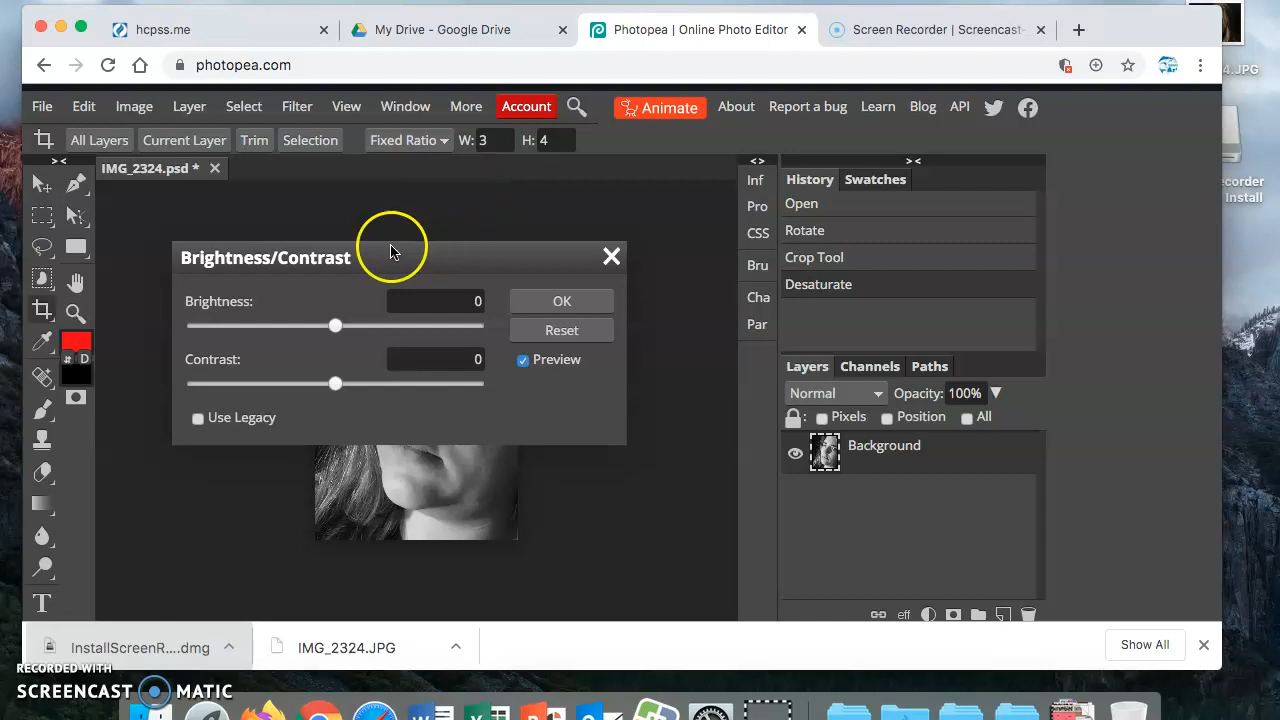 hcpss.me My Drive - Google Drive Photopea | Online Photo Editor Screen Recorder | Screencast-
photopea.com
4.JPG
File Edit Image Layer Select Filter View Window More Account Animate About Report a bug Learn Blog API
All Layers Current Layer Trim Selection Fixed Ratio W: 3 H: 4
IMG_2324.psd *
<> > <
> <
Inf
Pro
CSS
Bru
Cha
Par
History Swatches
Open
Rotate
Crop Tool
Desaturate
ecorder
Install
Brightness/Contrast
Brightness: 0 OK
Reset
Contrast: 0 Preview
Use Legacy
D
T
Layers Channels Paths
Normal Opacity: 100%
: Pixels Position All
Background
eff
InstallScreenR....dmg IMG_2324.JPG Show All
RECORDED WITH
SCREENCAST MATIC